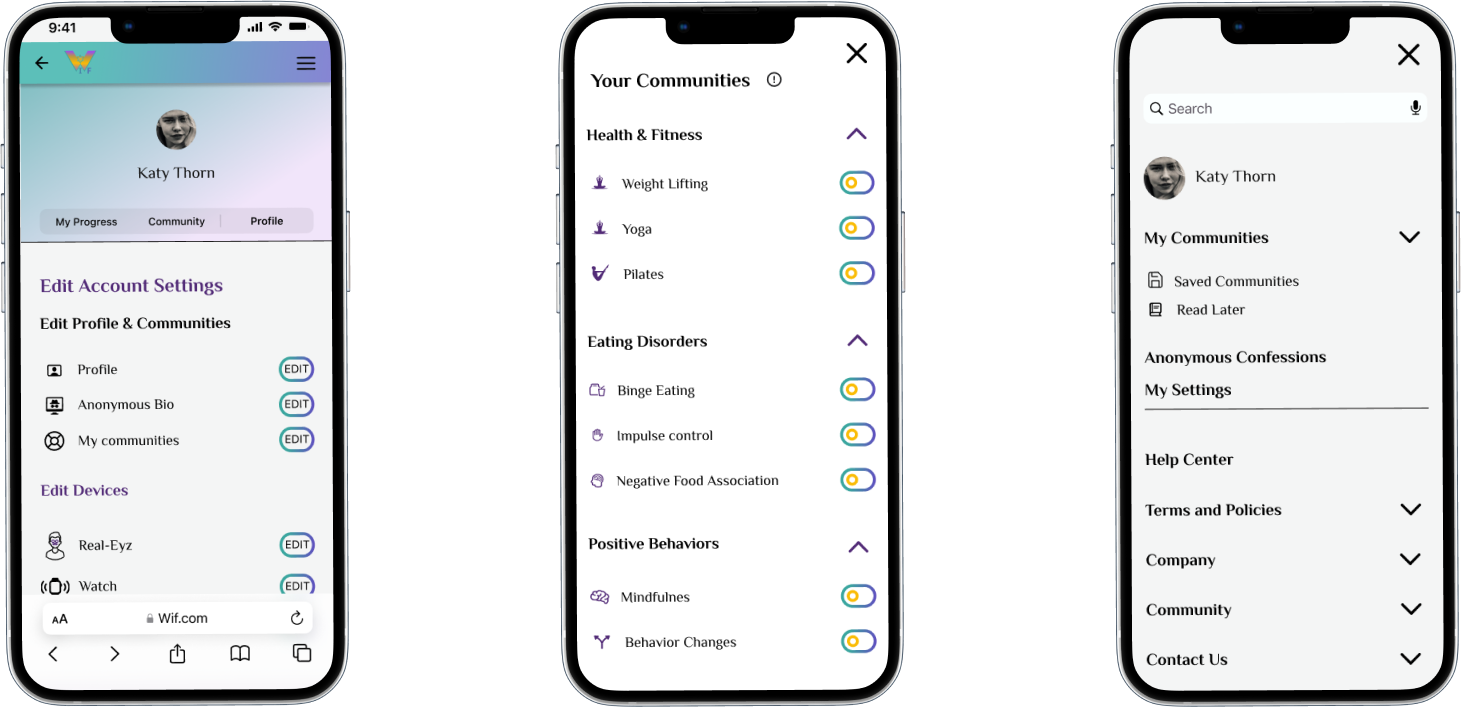 9:41
Katy Thorn
My Progress Community Profile
Edit Account Settings
Edit Profile & Communities
Profile EDIT
Anonymous Bio EDIT
My communities EDIT
Edit Devices
Real-Eyz EDIT
Watch EDIT
AA Wif.com
Your Communities
Health & Fitness
Weight Lifting
Yoga
Pilates
Eating Disorders
Binge Eating
Impulse control
Negative Food Association
Positive Behaviors
Mindfulnes
Behavior Changes
Search
Katy Thorn
My Communities
Saved Communities
Read Later
Anonymous Confessions
My Settings
Help Center
Terms and Policies
Company
Community
Contact Us